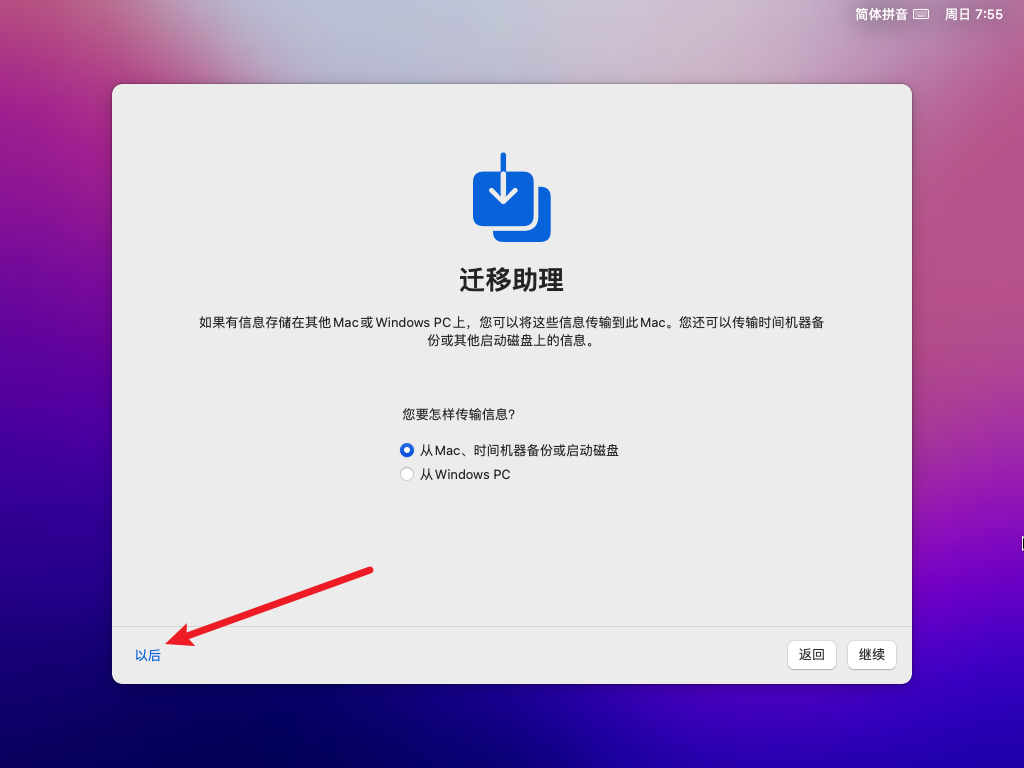 简体拼音 周日 7:55
迁移助理
如果有信息存储在其他Mac或Windows PC上，您可以将这些信息传输到此Mac。您还可以传输时间机器备
份或其他启动磁盘上的信息。
您要怎样传输信息？
从Mac、时间机器备份或启动磁盘
从Windows PC
以后 返回 继续